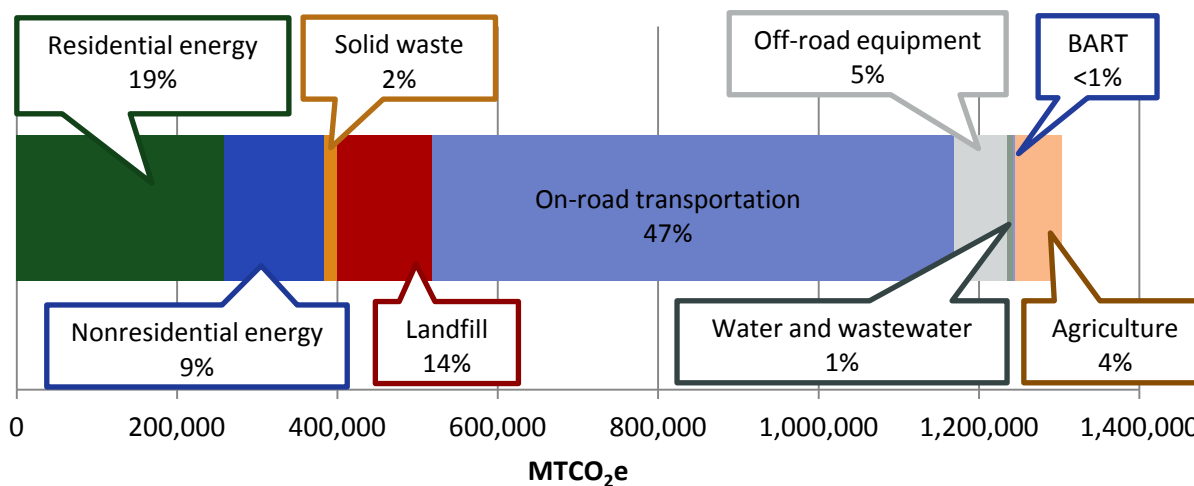 Residential energy
19%
Solid waste
2%
Off-road equipment
5%
BART
<1%
On-road transportation
47%
Nonresidential energy
9%
Landfill
14%
Water and wastewater
1%
Agriculture
4%
0
200,000
400,000
600,000
800,000
1,000,000
1,200,000
1,400,000
MTCO₂e